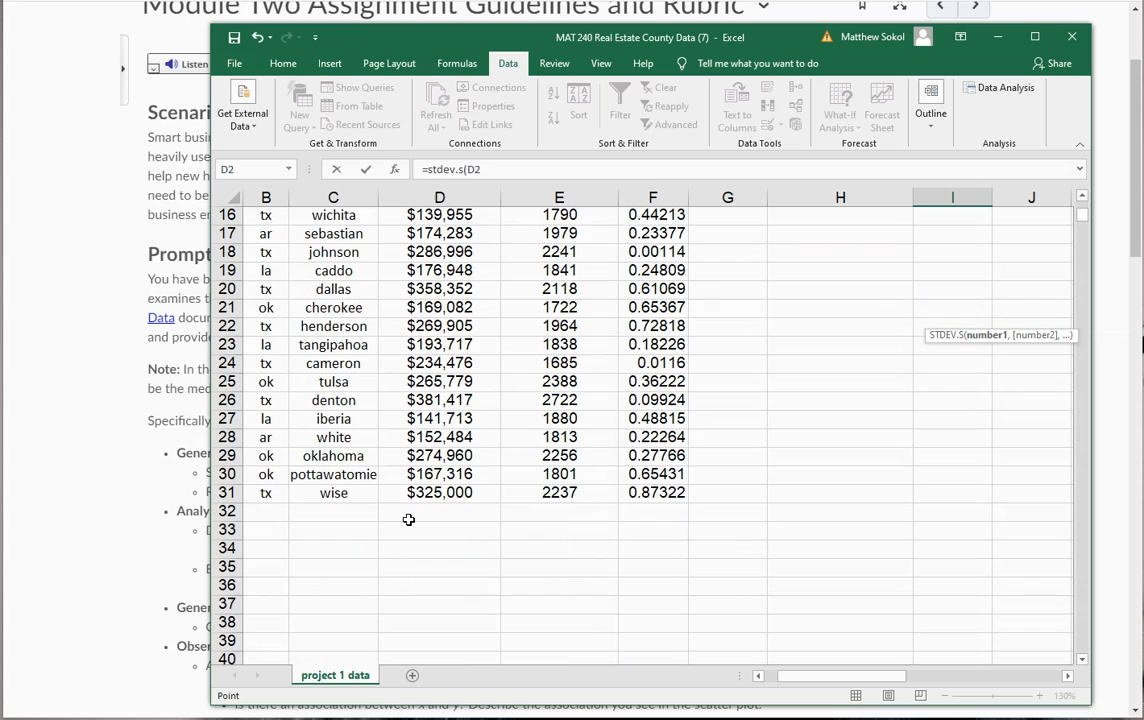 Module Two Assignment Guidelines and Rubric
MAT 240 Real Estate County Data (7) - Excel
Matthew Sokol
File Home Insert Page Layout Formulas Data Review View Help Tell me what you want to do Share
Get External Data
New Query
Show Queries
From Table
Recent Sources
Get & Transform
Refresh All
Connections
Properties
Edit Links
Connections
Sort
Filter
Clear
Reapply
Advanced
Sort & Filter
Text to Columns
Data Tools
What-If Analysis
Forecast Sheet
Forecast
Outline
Data Analysis
Analysis
D2 =stdev.s(D2
B C D E F G H I J
16 tx wichita $139,955 1790 0.44213
17 ar sebastian $174,283 1979 0.23377
18 tx johnson $286,996 2241 0.00114
19 la caddo $176,948 1841 0.24809
20 tx dallas $358,352 2118 0.61069
21 ok cherokee $169,082 1722 0.65367
22 tx henderson $269,905 1964 0.72818
23 la tangipahoa $193,717 1838 0.18226
24 tx cameron $234,476 1685 0.0116
25 ok tulsa $265,779 2388 0.36222
26 tx denton $381,417 2722 0.09924
27 la iberia $141,713 1880 0.48815
28 ar white $152,484 1813 0.22264
29 ok oklahoma $274,960 2256 0.27766
30 ok pottawatomie $167,316 1801 0.65431
31 tx wise $325,000 2237 0.87322
32
33
34
35
36
37
38
39
40
STDEV.S(number1, [number2], ...)
project 1 data
Point
130%
Listen
Scenari
Smart busi
heavily use
help new h
need to be
business er
Prompt
You have b
examines t
Data docu
and provid
Note: In th
be the med
Specifically
Gener
Analy
Gener
Obser
Is there an association between x and y? Describe the association you see in the scatter plot.